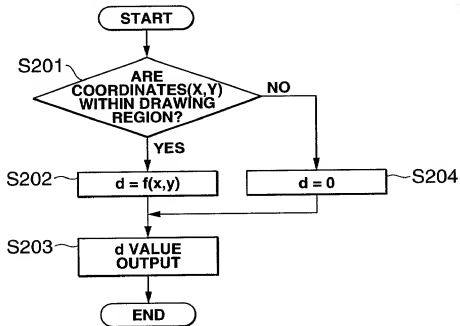 START
S201
ARE
COORDINATES(X,Y)
WITHIN DRAWING
REGION?
NO
YES
S202
d = f(x,y)
d = 0
S204
S203
d VALUE
OUTPUT
END